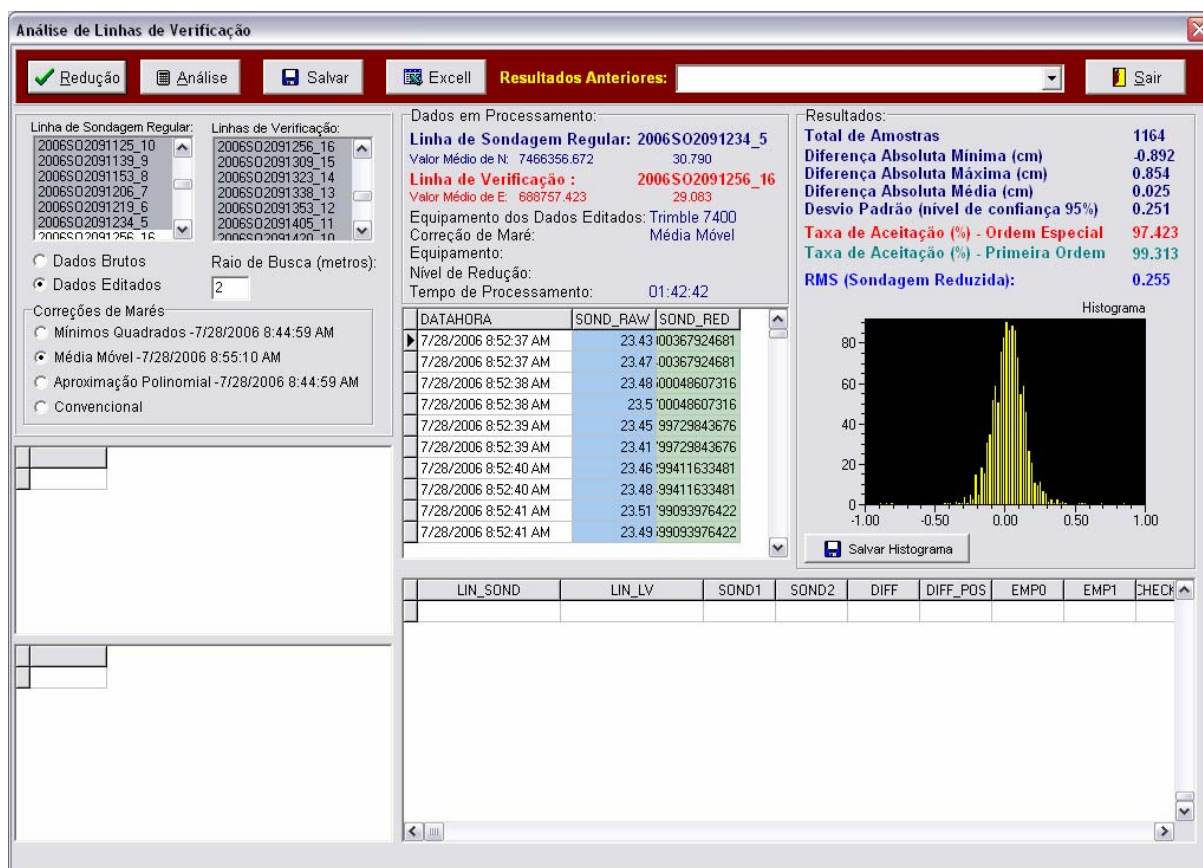 Análise de Linhas de Verificação
Redução
Análise
Salvar
Excell
Resultados Anteriores:
Sair
Linha de Sondagem Regular:
2006SO2091125_10
2006SO2091139_9
2006SO2091153_8
2006SO2091206_7
2006SO2091219_6
2006SO2091234_5
2006SO2091256_16
Linhas de Verificação:
2006SO2091256_16
2006SO2091309_15
2006SO2091323_14
2006SO2091338_13
2006SO2091353_12
2006SO2091405_11
2006SO2091420_10
Dados Brutos
Dados Editados
Raio de Busca (metros):
2
Correções de Marés
Mínimos Quadrados -7/28/2006 8:44:59 AM
Média Móvel -7/28/2006 8:55:10 AM
Aproximação Polinomial -7/28/2006 8:44:59 AM
Convencional
Dados em Processamento:
Linha de Sondagem Regular: 2006SO2091234_5
Valor Médio de N: 7466356.672 30.790
Linha de Verificação : 2006SO2091256_16
Valor Médio de E: 688757.423 29.083
Equipamento dos Dados Editados: Trimble 7400
Correção de Maré: Média Móvel
Equipamento:
Nível de Redução:
Tempo de Processamento: 01:42:42
DATAHORA SOND_RAW SOND_RED
7/28/2006 8:52:37 AM 23.43 00367924681
7/28/2006 8:52:37 AM 23.47 00367924681
7/28/2006 8:52:38 AM 23.48 00048607316
7/28/2006 8:52:38 AM 23.5 00048607316
7/28/2006 8:52:39 AM 23.45 99729843676
7/28/2006 8:52:39 AM 23.41 99729843676
7/28/2006 8:52:40 AM 23.46 99411633481
7/28/2006 8:52:40 AM 23.48 99411633481
7/28/2006 8:52:41 AM 23.51 99093976422
7/28/2006 8:52:41 AM 23.49 99093976422
Resultados:
Total de Amostras 1164
Diferença Absoluta Mínima (cm) -0.892
Diferença Absoluta Máxima (cm) 0.854
Diferença Absoluta Média (cm) 0.025
Desvio Padrão (nível de confiança 95%) 0.251
Taxa de Aceitação (%) - Ordem Especial 97.423
Taxa de Aceitação (%) - Primeira Ordem 99.313
RMS (Sondagem Reduzida): 0.255
Histograma
80
60
40
20
0
-1.00 -0.50 0.00 0.50 1.00
Salvar Histograma
LIN_SOND LIN_LV SOND1 SOND2 DIFF DIFF_POS EMP0 EMP1 CHECK